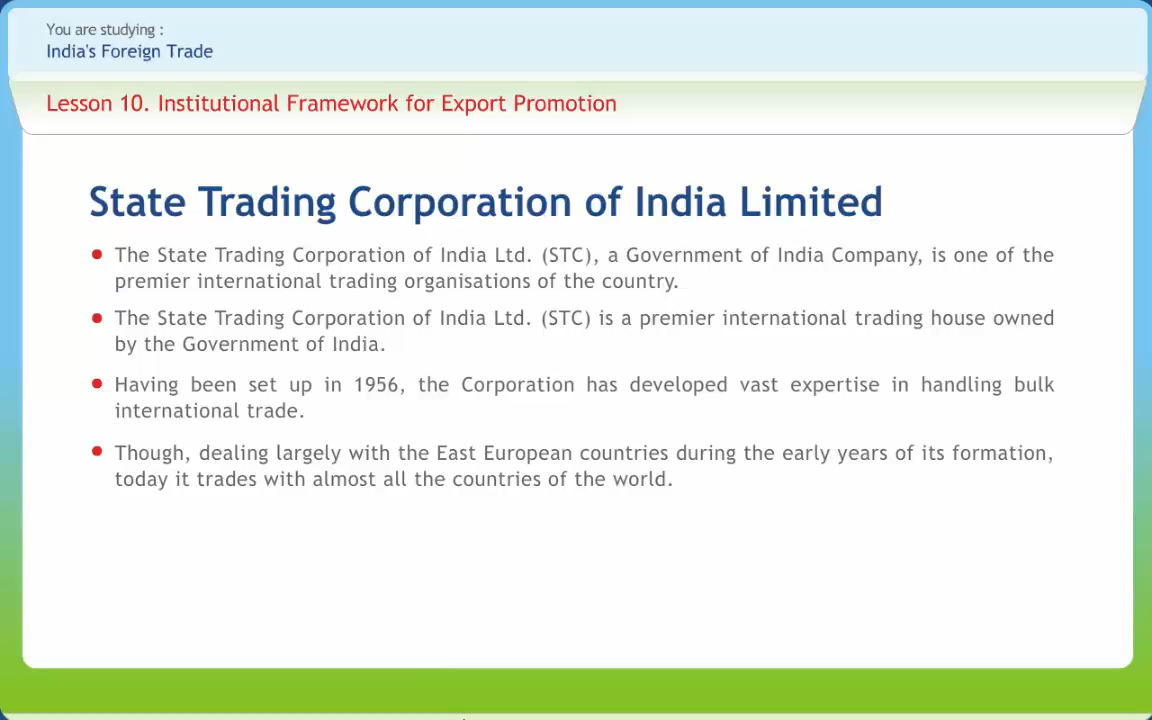 You are studying :
India's Foreign Trade
Lesson 10. Institutional Framework for Export Promotion
State Trading Corporation of India Limited
The State Trading Corporation of India Ltd. (STC), a Government of India Company, is one of the
premier international trading organisations of the country.
The State Trading Corporation of India Ltd. (STC) is a premier international trading house owned
by the Government of India.
Having been set up in 1956, the Corporation has developed vast expertise in handling bulk
international trade.
Though, dealing largely with the East European countries during the early years of its formation,
today it trades with almost all the countries of the world.